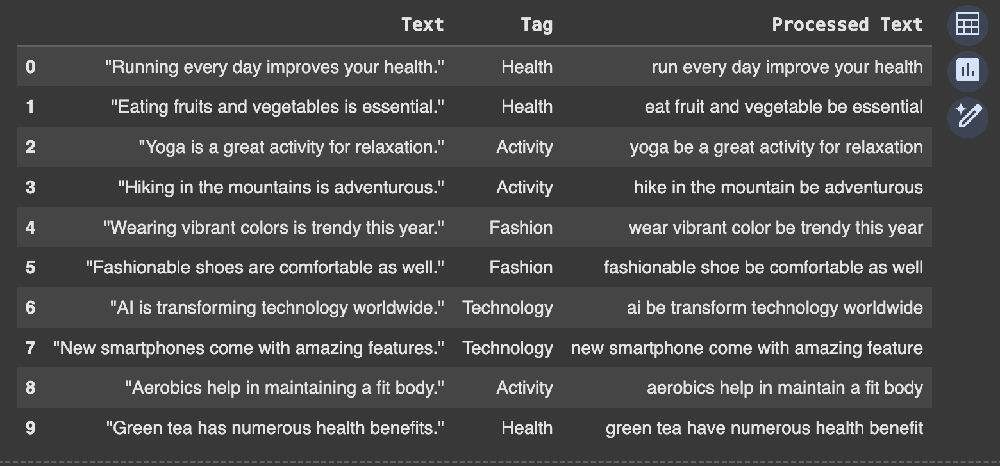 Text Tag Processed Text
0 "Running every day improves your health." Health run every day improve your health
1 "Eating fruits and vegetables is essential." Health eat fruit and vegetable be essential
2 "Yoga is a great activity for relaxation." Activity yoga be a great activity for relaxation
3 "Hiking in the mountains is adventurous." Activity hike in the mountain be adventurous
4 "Wearing vibrant colors is trendy this year." Fashion wear vibrant color be trendy this year
5 "Fashionable shoes are comfortable as well." Fashion fashionable shoe be comfortable as well
6 "AI is transforming technology worldwide." Technology ai be transform technology worldwide
7 "New smartphones come with amazing features." Technology new smartphone come with amazing feature
8 "Aerobics help in maintaining a fit body." Activity aerobics help in maintain a fit body
9 "Green tea has numerous health benefits." Health green tea have numerous health benefit